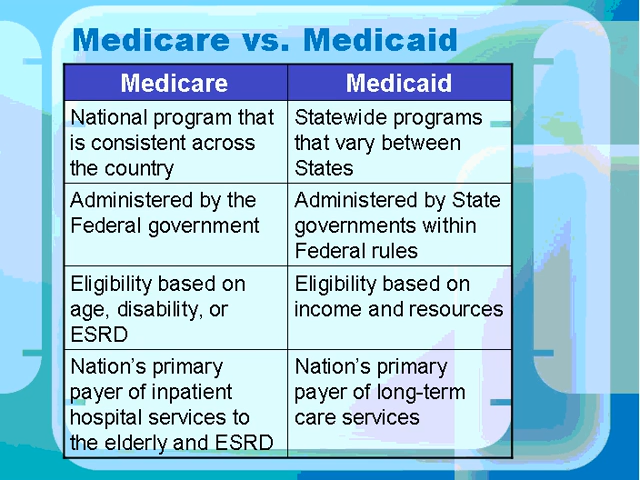 Medicare vs. Medicaid
Medicare
Medicaid
National program that
is consistent across
the country
Statewide programs
that vary between
States
Administered by the
Federal government
Administered by State
governments within
Federal rules
Eligibility based on
age, disability, or
ESRD
Eligibility based on
income and resources
Nation's primary
payer of inpatient
hospital services to
the elderly and ESRD
Nation's primary
payer of long-term
care services